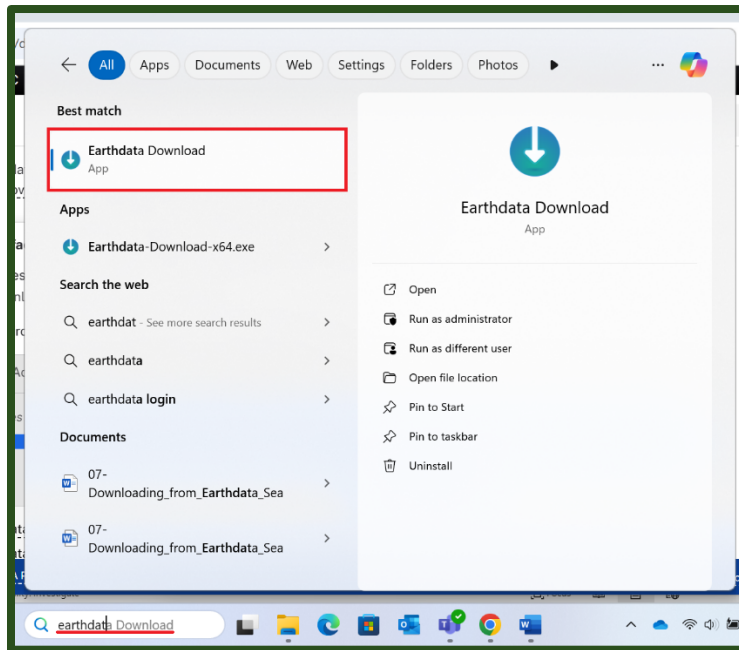 All Apps Documents Web Settings Folders Photos
Best match
Earthdata Download
App
Apps
Earthdata-Download-x64.exe
Search the web
earthdat - See more search results
earthdata
earthdata login
Documents
07-
Downloading_from_Earthdata_Sea
07-
Downloading_from_Earthdata_Sea
Earthdata Download
App
Open
Run as administrator
Run as different user
Open file location
Pin to Start
Pin to taskbar
Uninstall
earthdata Download